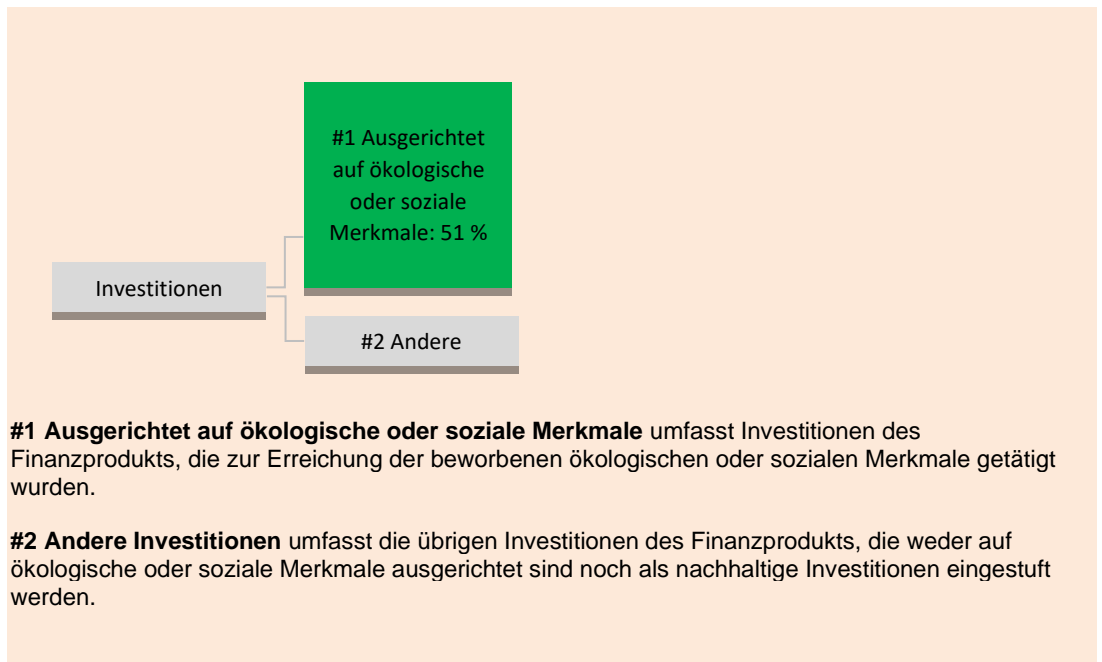 #1 Ausgerichtet
auf ökologische
oder soziale
Merkmale: 51 %
Investitionen
#2 Andere
#1 Ausgerichtet auf ökologische oder soziale Merkmale umfasst Investitionen des
Finanzprodukts, die zur Erreichung der beworbenen ökologischen oder sozialen Merkmale getätigt
wurden.
#2 Andere Investitionen umfasst die übrigen Investitionen des Finanzprodukts, die weder auf
ökologische oder soziale Merkmale ausgerichtet sind noch als nachhaltige Investitionen eingestuft
werden.